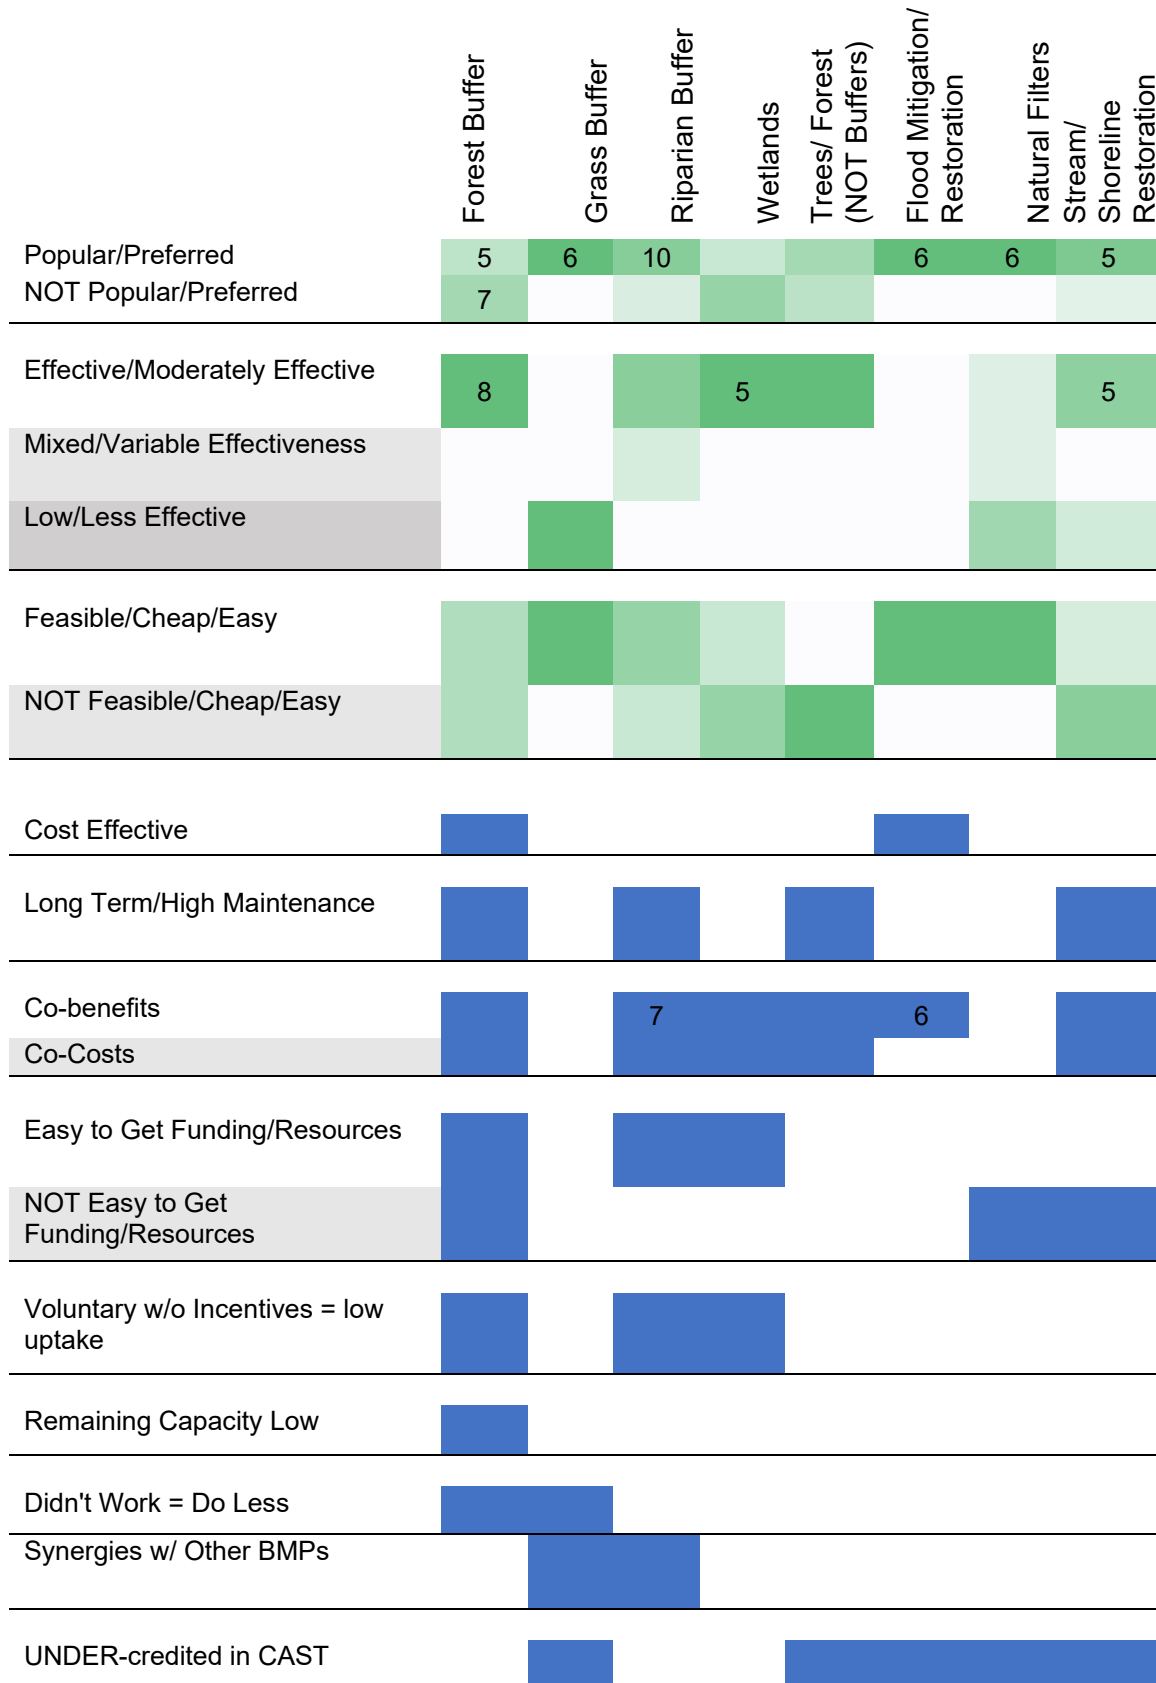 Forest Buffer
Grass Buffer
Riparian Buffer
Wetlands
Trees/ Forest
(NOT Buffers)
Flood Mitigation/
Restoration
Natural Filters
Stream/
Shoreline
Restoration
Popular/Preferred 5 6 10 6 6 5
NOT Popular/Preferred 7
Effective/Moderately Effective 8 5 5
Mixed/Variable Effectiveness
Low/Less Effective
Feasible/Cheap/Easy
NOT Feasible/Cheap/Easy
Cost Effective
Long Term/High Maintenance
Co-benefits 7 6
Co-Costs
Easy to Get Funding/Resources
NOT Easy to Get
Funding/Resources
Voluntary w/o Incentives = low
uptake
Remaining Capacity Low
Didn't Work = Do Less
Synergies w/ Other BMPs
UNDER-credited in CAST